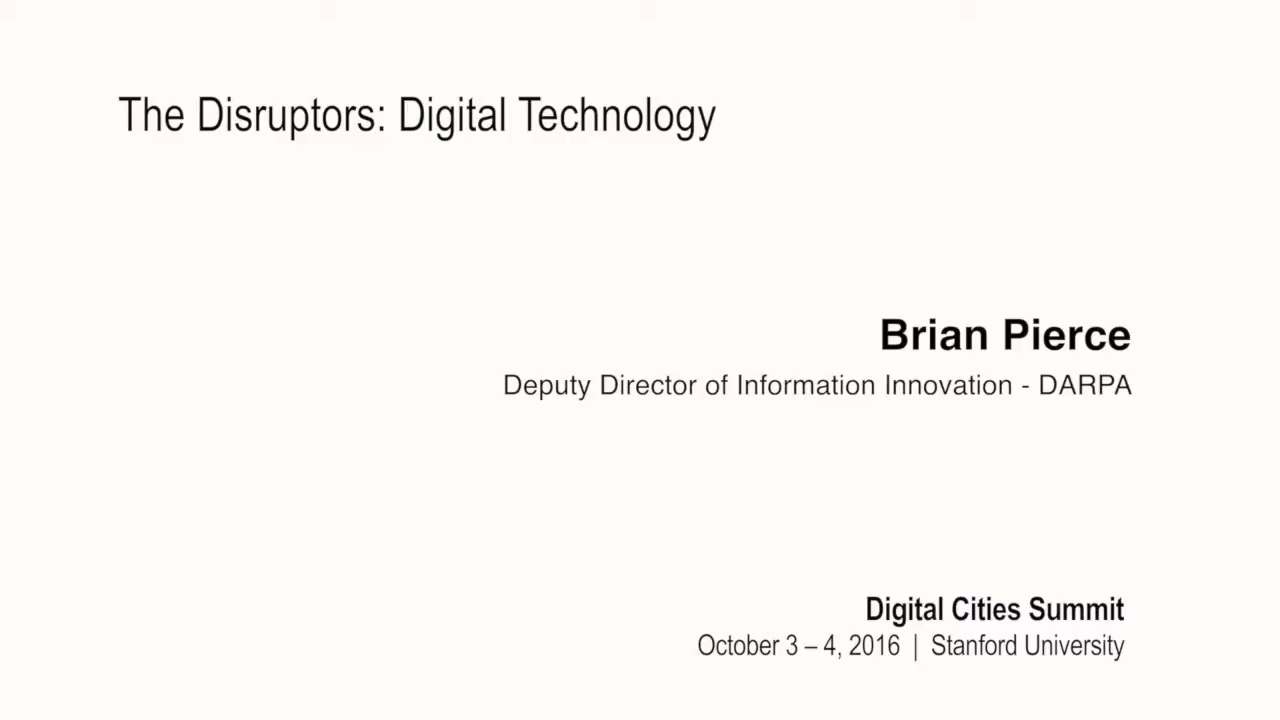 The Disruptors: Digital Technology
Brian Pierce
Deputy Director of Information Innovation - DARPA
Digital Cities Summit
October 3 – 4, 2016 | Stanford University